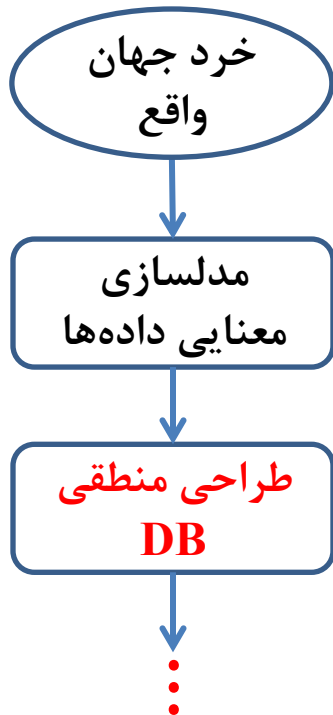 خرد جهان
واقع
مدلسازی
معنایی داده‌ها
طراحی منطقی
DB